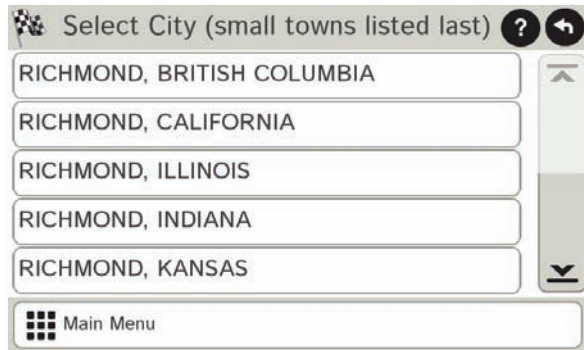 Select City (small towns listed last) ?
RICHMOND, BRITISH COLUMBIA
RICHMOND, CALIFORNIA
RICHMOND, ILLINOIS
RICHMOND, INDIANA
RICHMOND, KANSAS
Main Menu